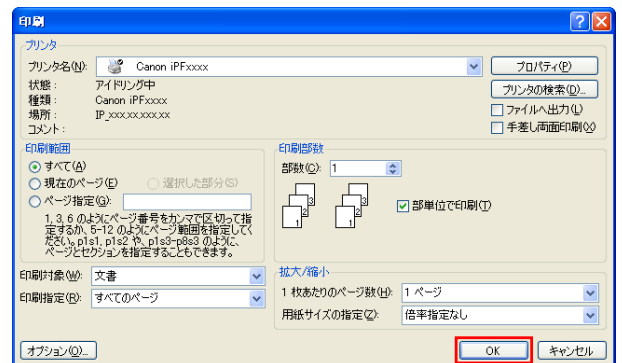 印刷
プリンタ
プリンタ名(N): Canon iPFxxxx
プロパティ(P)
状態: アイドリング中
プリンタの検索(D)...
種類: Canon iPFxxxx
場所: IP_xxx,xx,xxx,xx
コメント:
ファイルへ出力(L)
手差し両面印刷(X)
印刷範囲
すべて(A)
現在のページ(E) 選択した部分(S)
ページ指定(G):
1, 3, 6 のようにページ番号をカンマで区切って指
定するか、5-12 のようにページ範囲を指定してく
ださい。p1s1, p1s2 や、p1s3-p8s3 のように、
ページとセクションを指定することもできます。
印刷部数
部数(C): 1
1 2 3 1 2 3
部単位で印刷(T)
印刷対象(W): 文書
印刷指定(R): すべてのページ
拡大/縮小
1 枚あたりのページ数(H): 1 ページ
用紙サイズの指定(Z): 倍率指定なし
オプション(O)...
OK
キャンセル